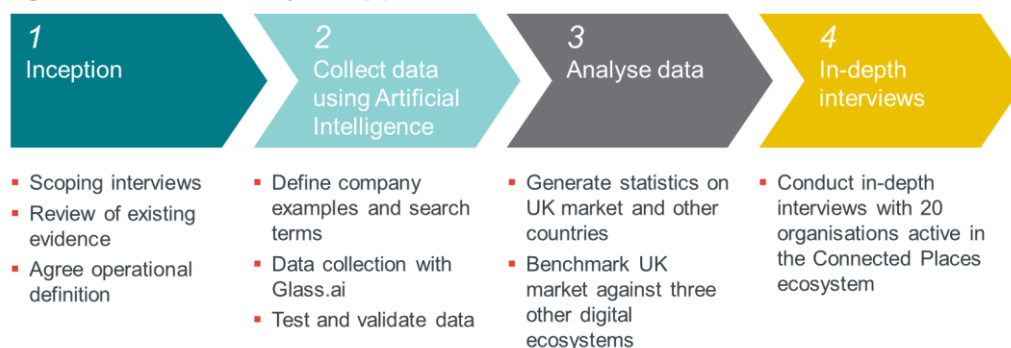 1
Inception
2
Collect data
using Artificial
Intelligence
3
Analyse data
4
In-depth
interviews
▪ Scoping interviews
▪ Review of existing
evidence
▪ Agree operational
definition
▪ Define company
examples and search
terms
▪ Data collection with
Glass.ai
▪ Test and validate data
▪ Generate statistics on
UK market and other
countries
▪ Benchmark UK
market against three
other digital
ecosystems
▪ Conduct in-depth
interviews with 20
organisations active in
the Connected Places
ecosystem